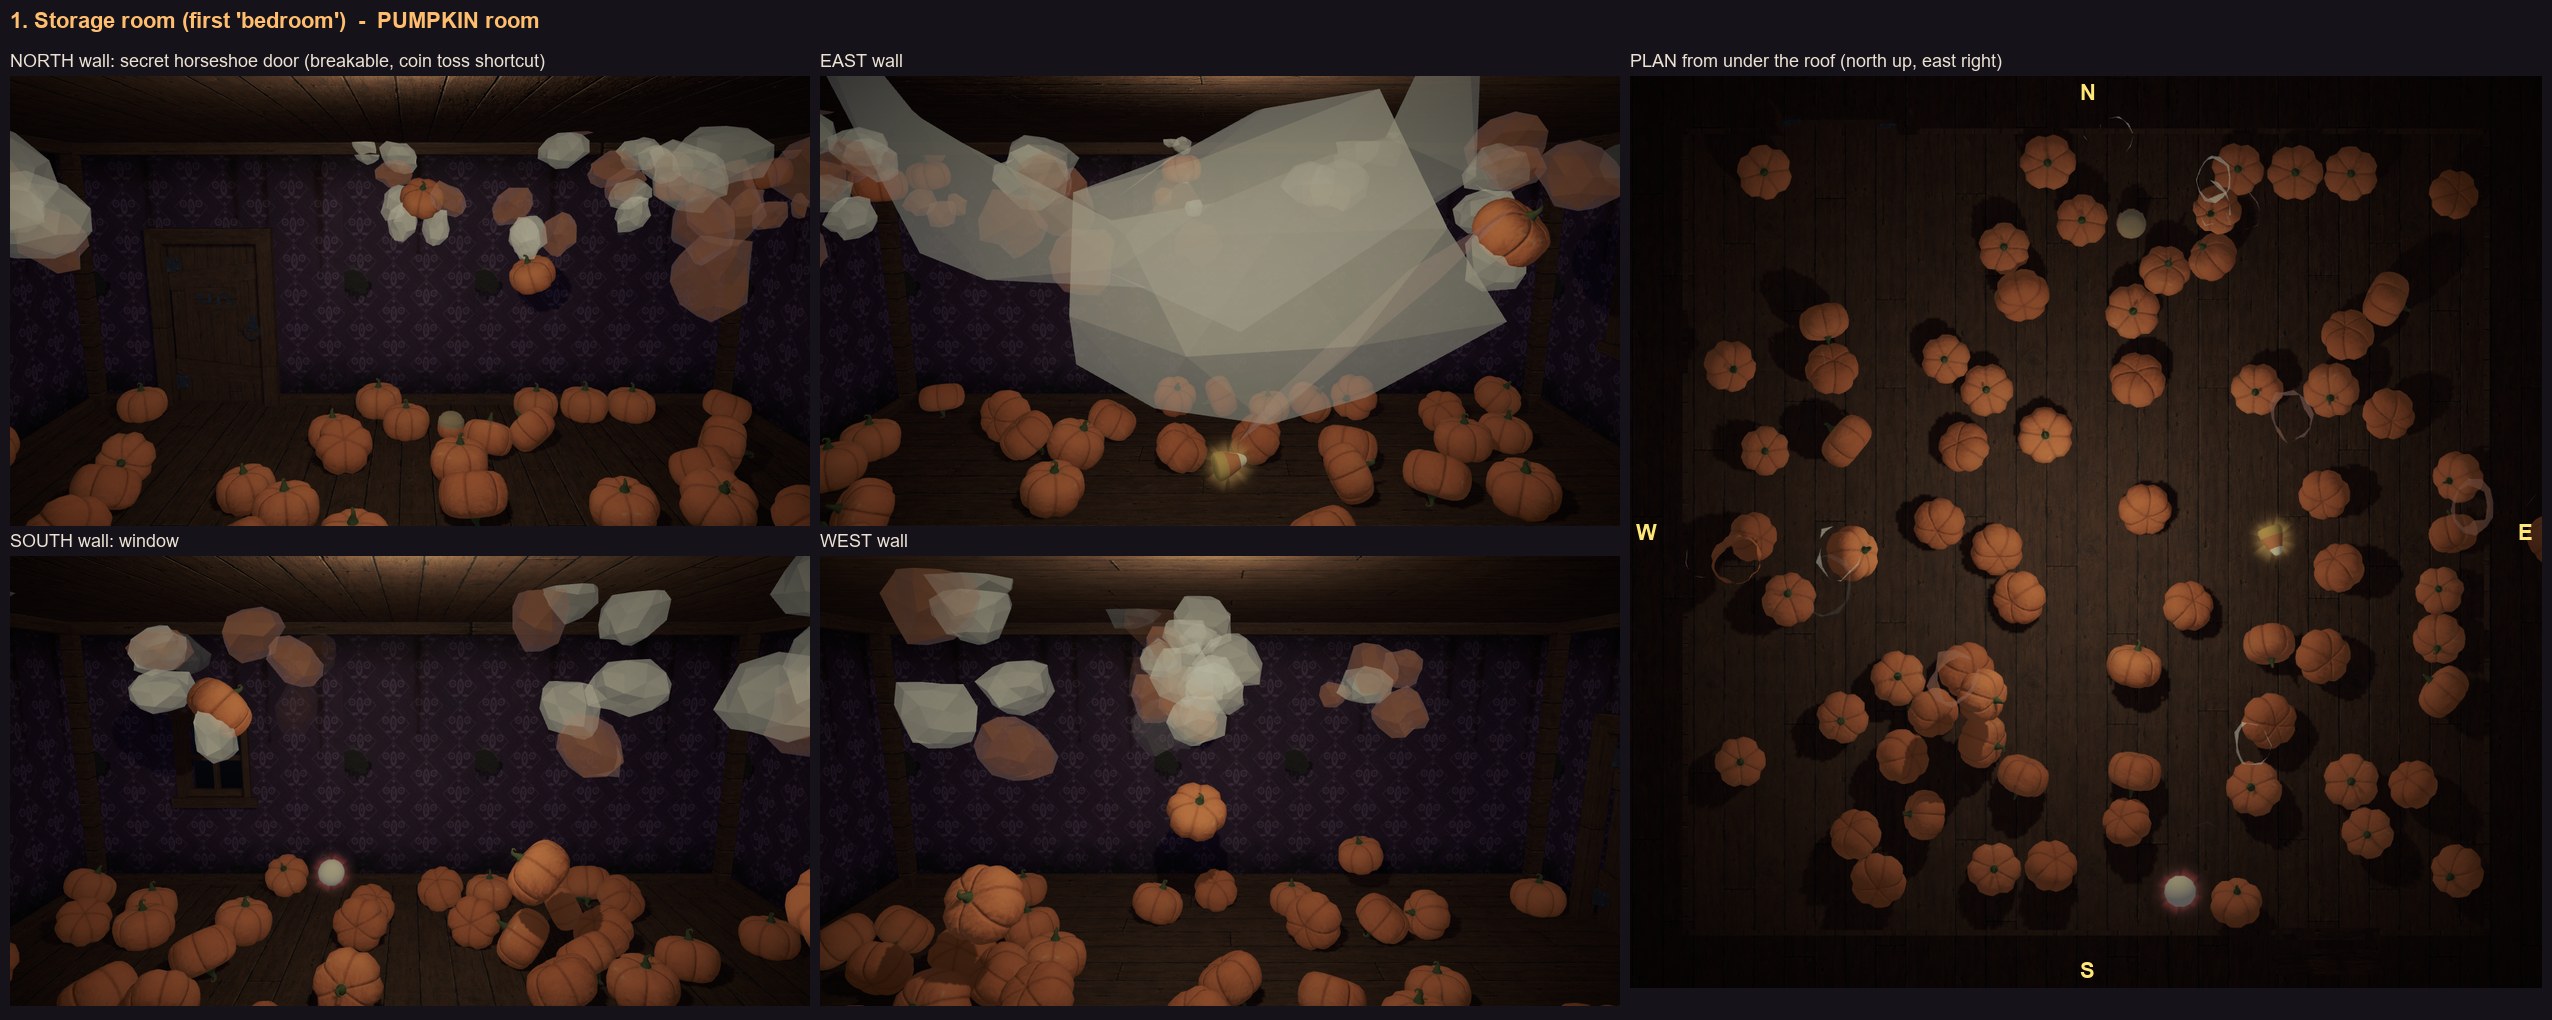 1. Storage room (first 'bedroom')  -  PUMPKIN room
NORTH wall: secret horseshoe door (breakable, coin toss shortcut)
EAST wall
PLAN from under the roof (north up, east right)
N
W
E
SOUTH wall: window
WEST wall
S